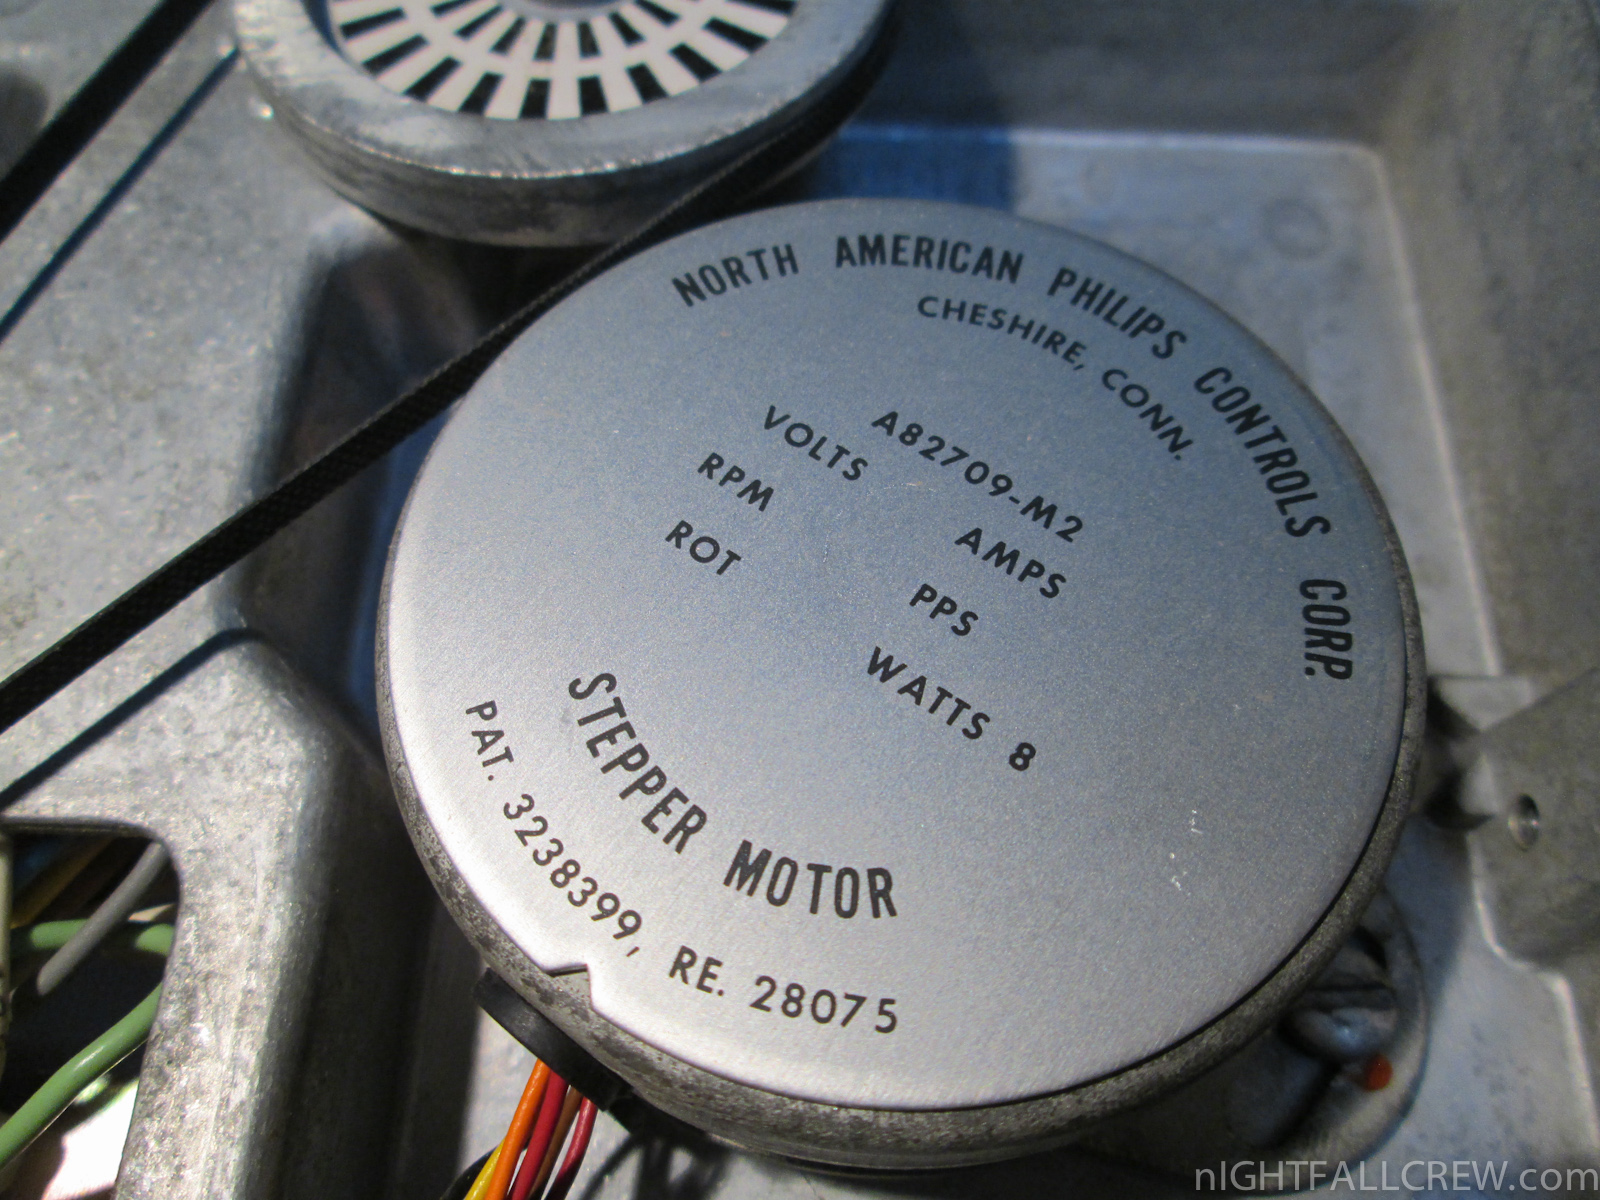 NORTH AMERICAN PHILIPS CONTROLS CORP.
CHESHIRE, CONN.
A82709-M2
VOLTS AMPS
RPM PPS
ROT WATTS 8
STEPPER MOTOR
PAT. 3238399, RE. 28075
nIGHTFALLCREW.com